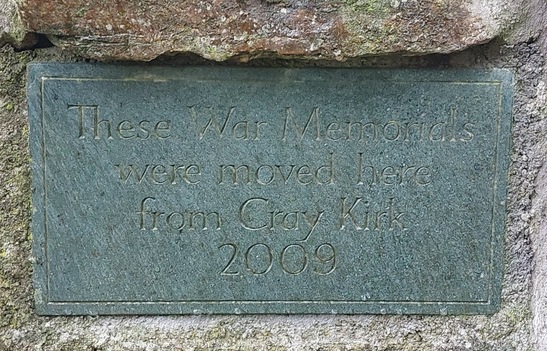 These War Memorials
were moved here
from Cray Kirk
2009